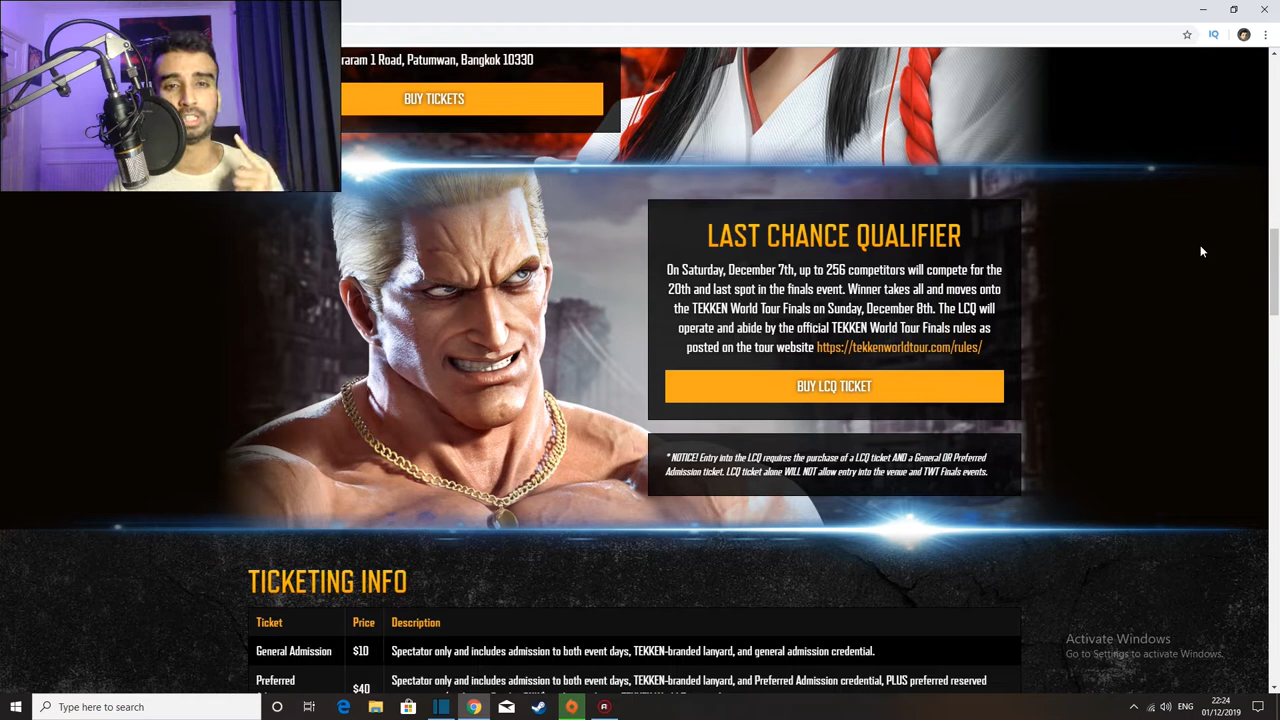 IQ
raram 1 Road, Patumwan, Bangkok 10330
BUY TICKETS
LAST CHANCE QUALIFIER
On Saturday, December 7th, up to 256 competitors will compete for the
20th and last spot in the finals event. Winner takes all and moves onto
the TEKKEN World Tour Finals on Sunday, December 8th. The LCQ will
operate and abide by the official TEKKEN World Tour Finals rules as
posted on the tour website https://tekkenworldtour.com/rules/
BUY LCQ TICKET
* NOTICE! Entry into the LCQ requires the purchase of a LCQ ticket AND a General OR Preferred
Admission ticket. LCQ ticket alone WILL NOT allow entry into the venue and TWT Finals events.
TICKETING INFO
Ticket Price Description
General Admission $10 Spectator only and includes admission to both event days, TEKKEN-branded lanyard, and general admission credential.
Preferred $40 Spectator only and includes admission to both event days, TEKKEN-branded lanyard, and Preferred Admission credential, PLUS preferred reserved
Activate Windows
Go to Settings to activate Windows.
Type here to search
ENG
22:24
01/12/2019